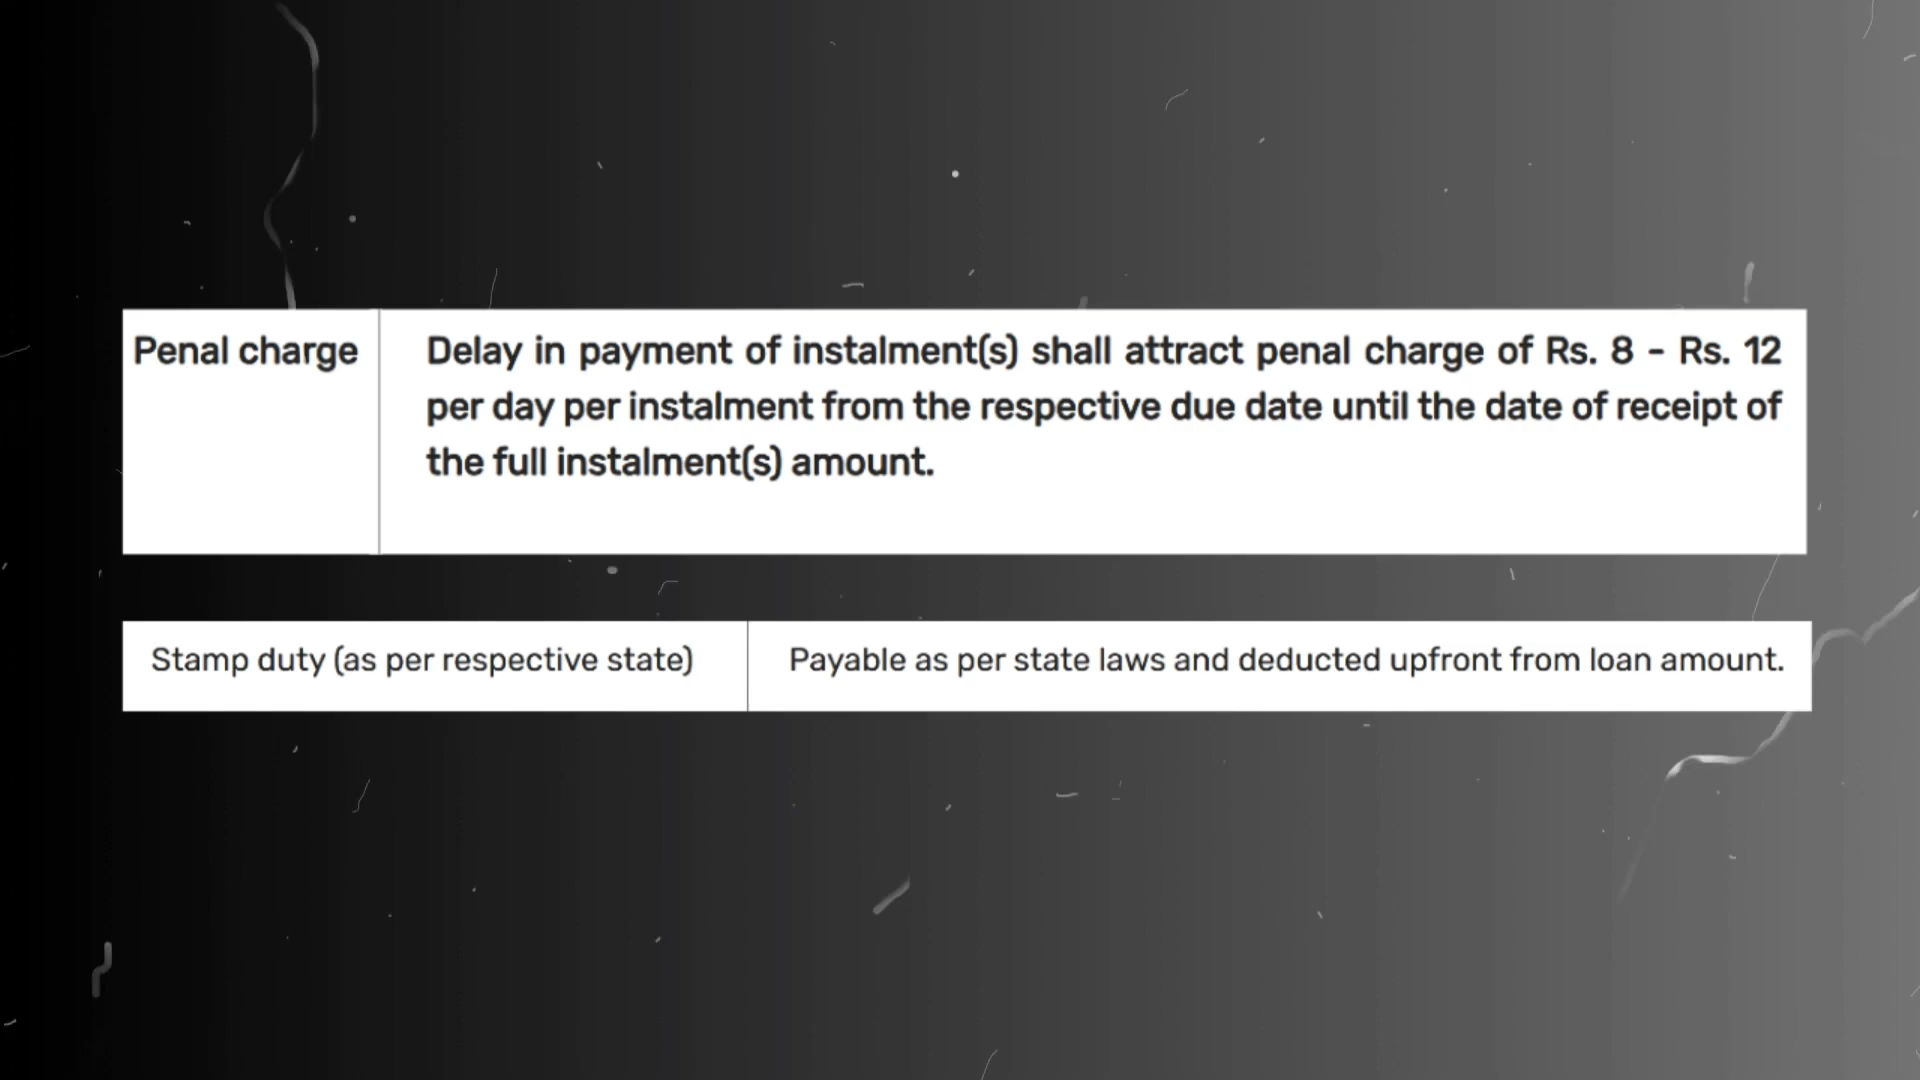 Penal charge
Delay in payment of instalment(s) shall attract penal charge of Rs. 8 - Rs. 12
per day per instalment from the respective due date until the date of receipt of
the full instalment(s) amount.
Stamp duty (as per respective state)
Payable as per state laws and deducted upfront from loan amount.